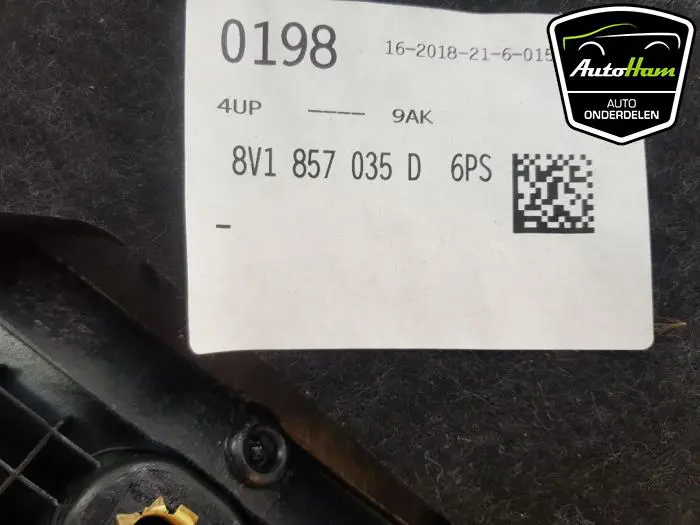 0198 16-2018-21-6-015
4UP ---- 9AK
8V1 857 035 D 6PS
-
AutoHam
AUTO
ONDERDELEN